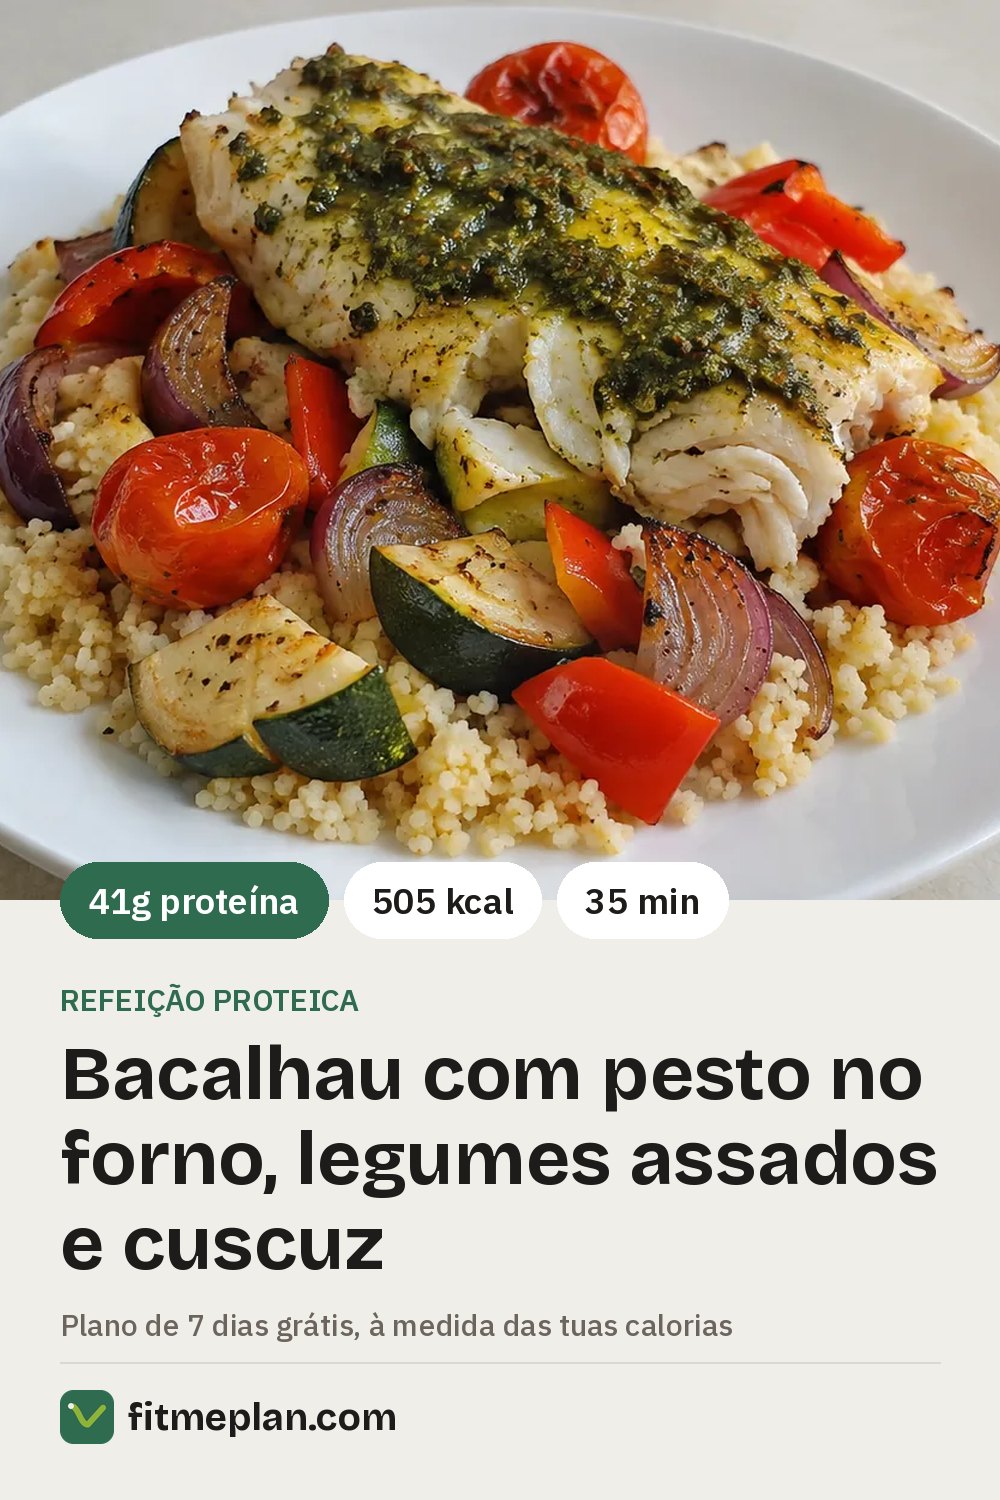 41g proteína
505 kcal
35 min
REFEIÇÃO PROTEICA
Bacalhau com pesto no
forno, legumes assados
e cuscuz
Plano de 7 dias grátis, à medida das tuas calorias
fitmeplan.com